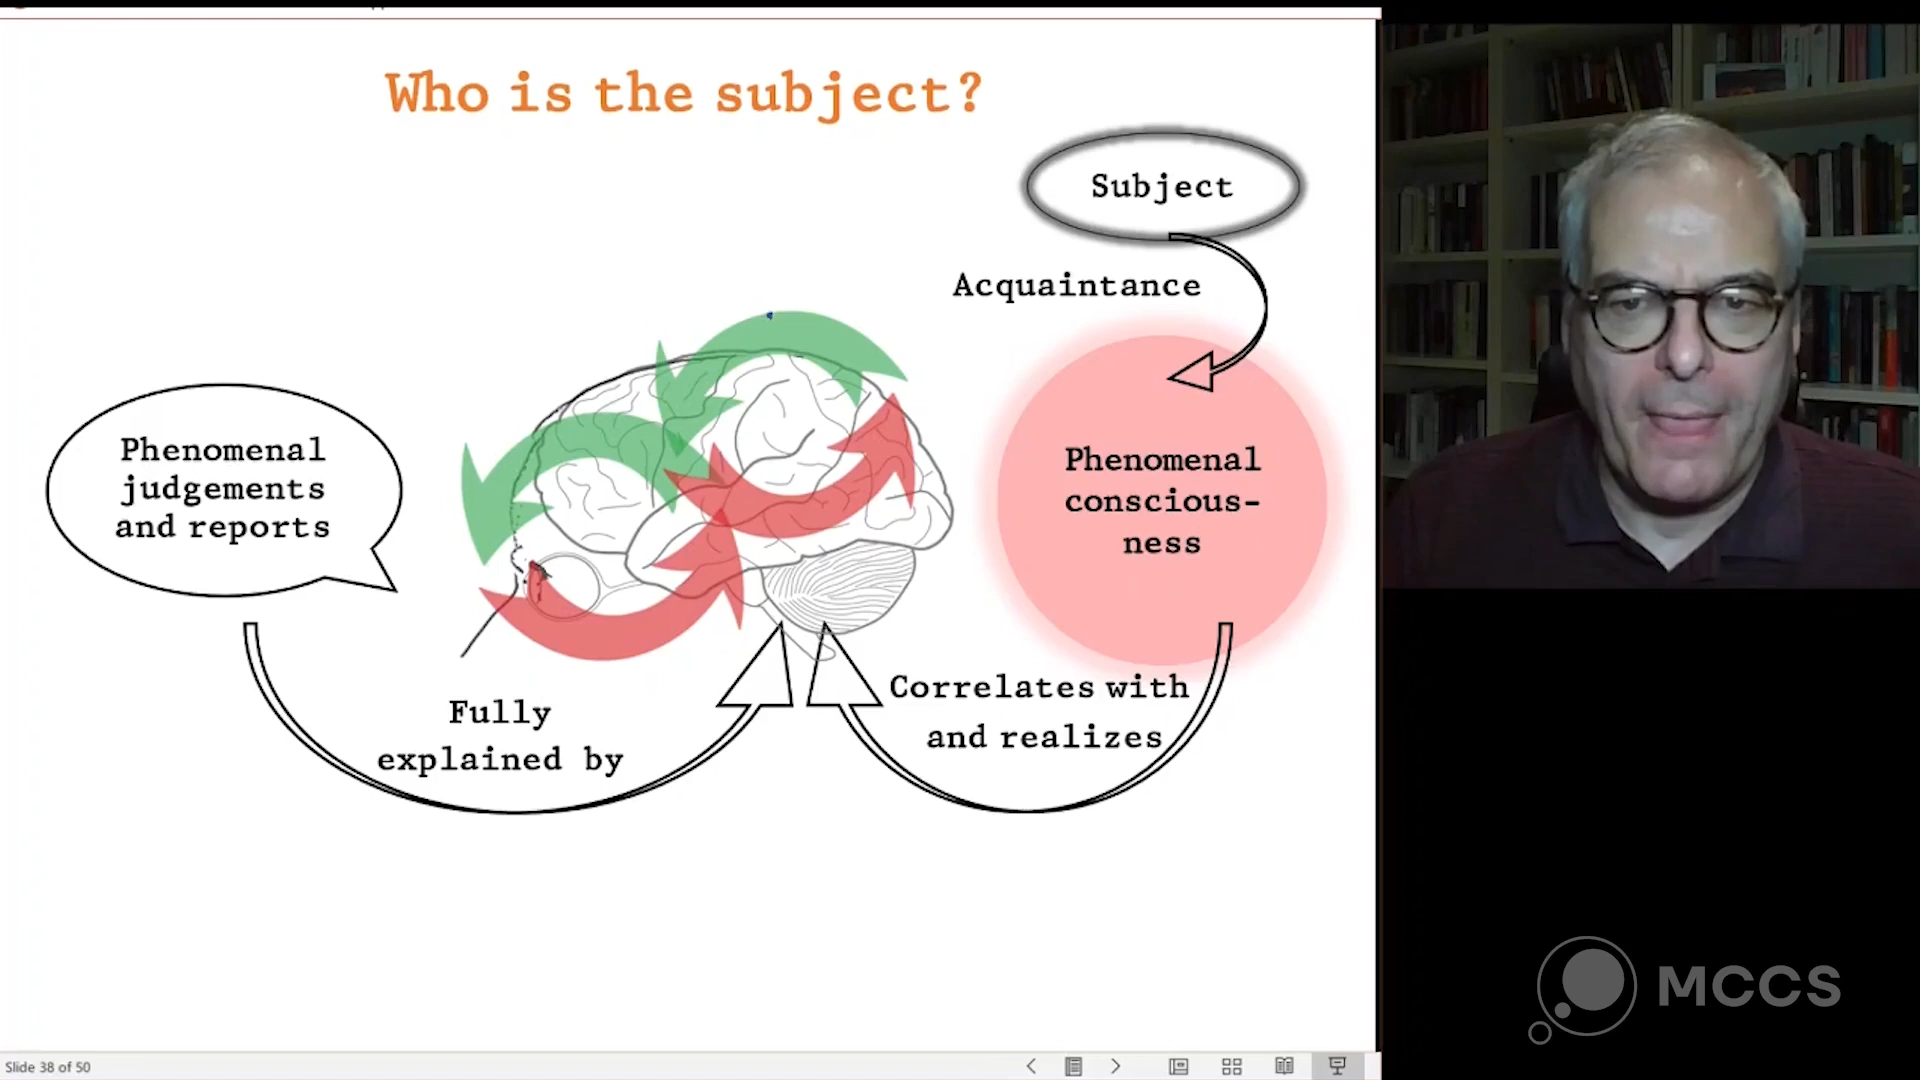 Who is the subject?
Subject
Acquaintance
Phenomenal
judgements
and reports
Phenomenal
conscious-
ness
Fully
explained by
Correlates with
and realizes
MCCS
Slide 38 of 50